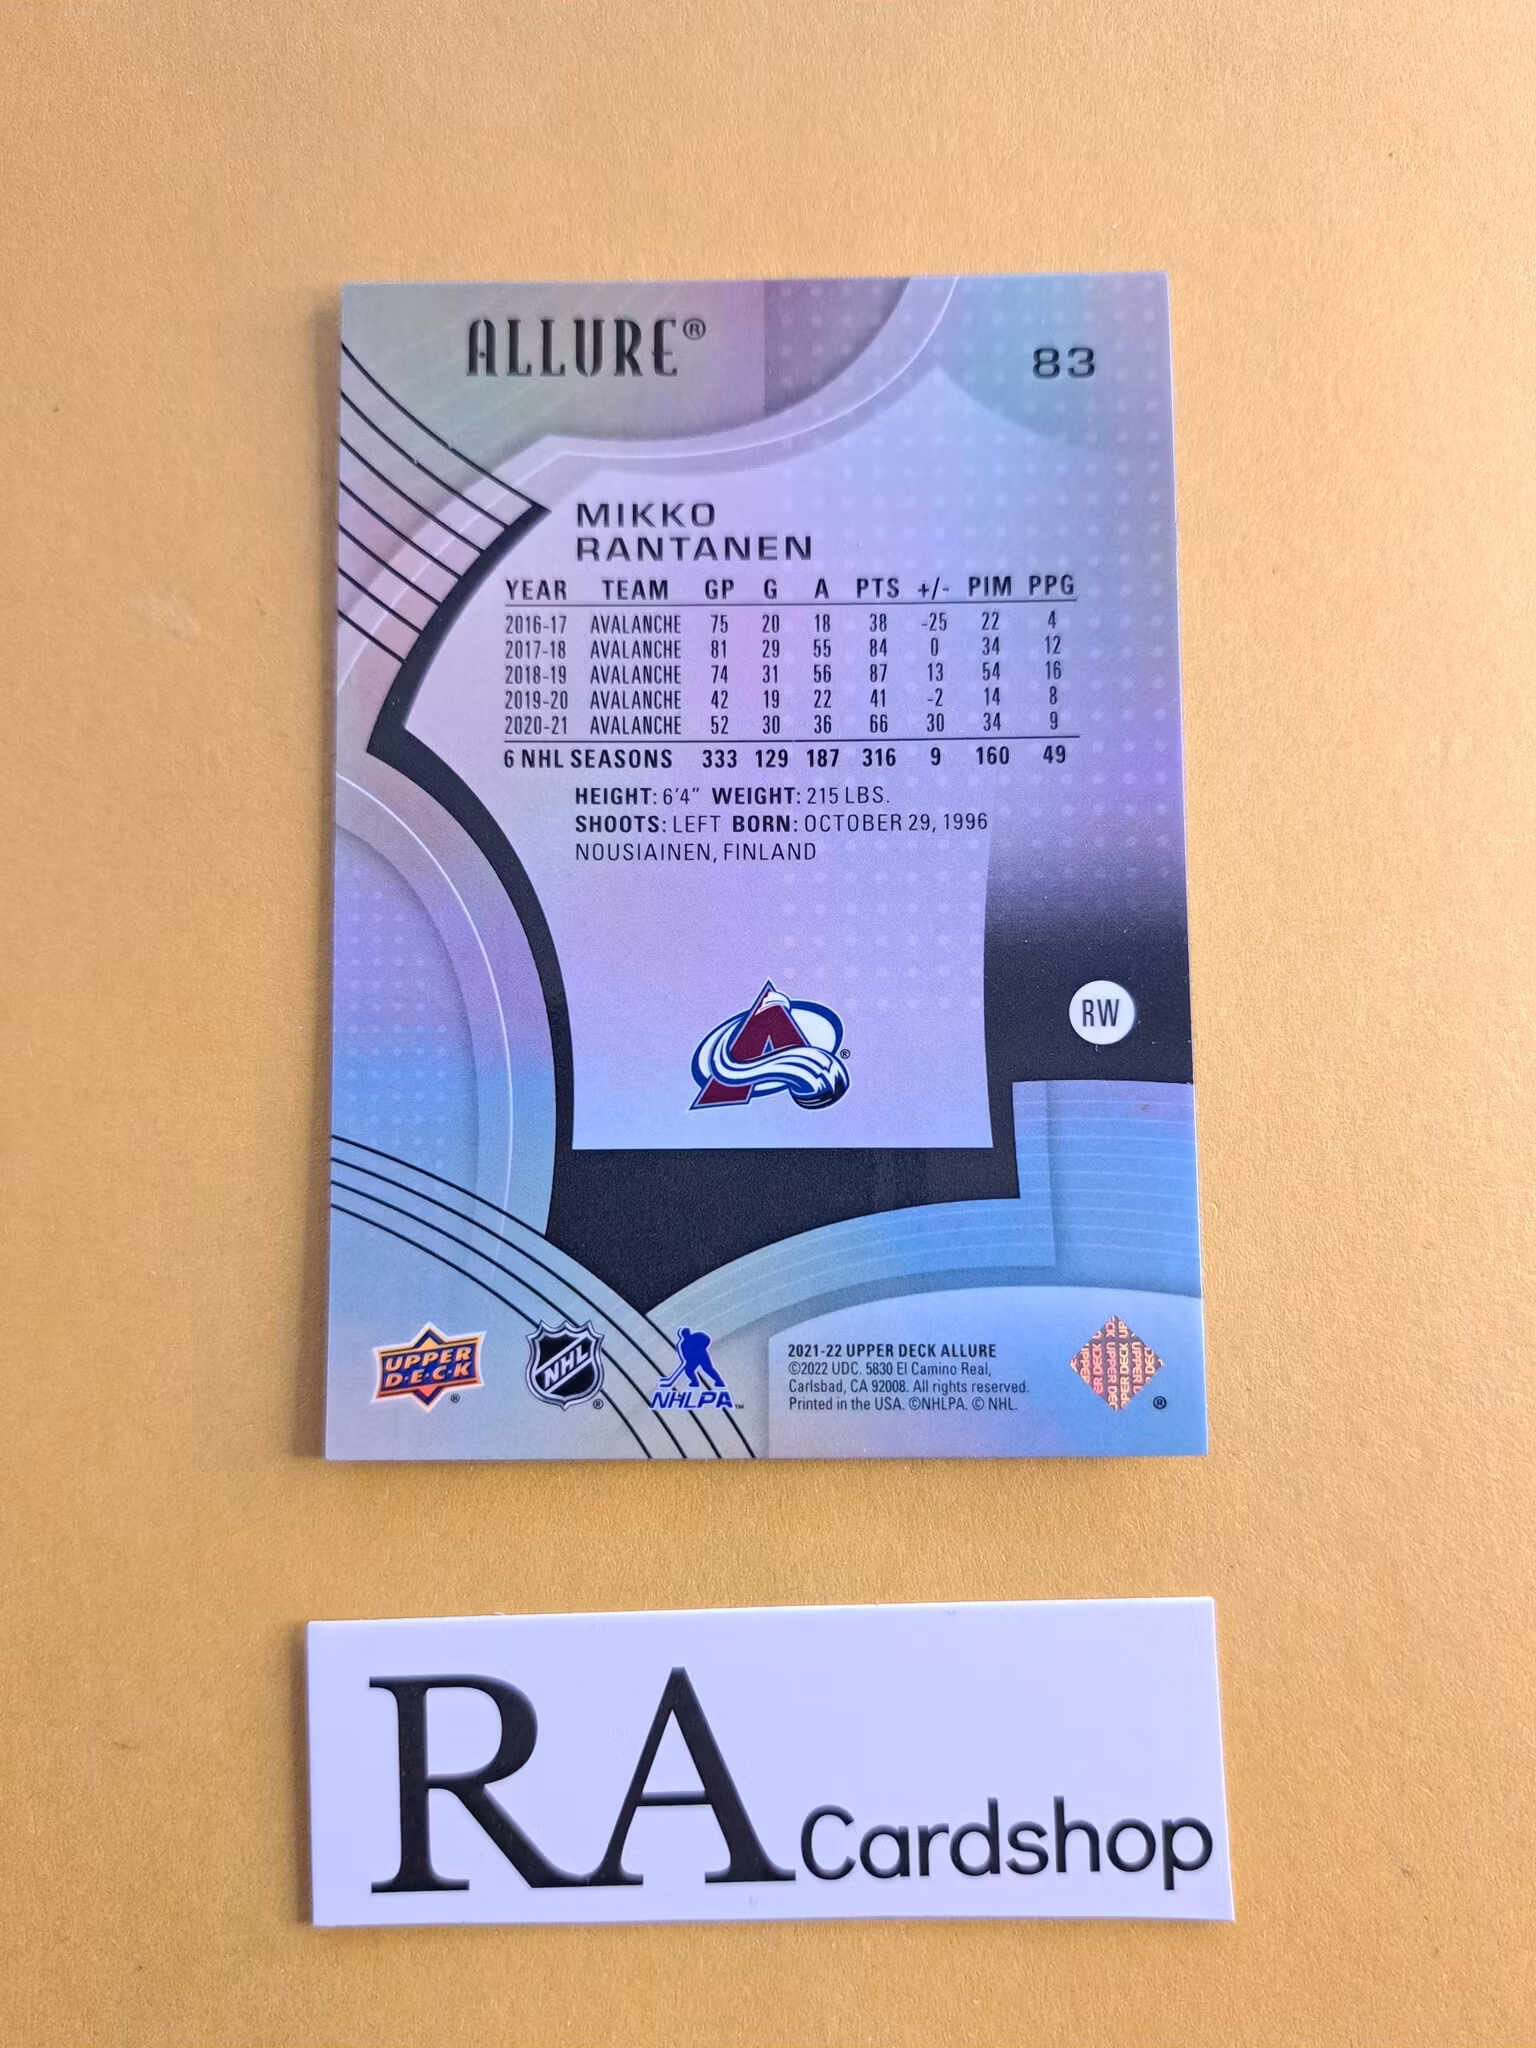 ALLURE®
83
MIKKO
RANTANEN
YEAR TEAM GP G A PTS +/- PIM PPG
2016-17 AVALANCHE 75 20 18 38 -25 22 4
2017-18 AVALANCHE 81 29 55 84 0 34 12
2018-19 AVALANCHE 74 31 56 87 13 54 16
2019-20 AVALANCHE 42 19 22 41 -2 14 8
2020-21 AVALANCHE 52 30 36 66 30 34 9
6 NHL SEASONS 333 129 187 316 9 160 49
HEIGHT: 6'4" WEIGHT: 215 LBS.
SHOOTS: LEFT BORN: OCTOBER 29, 1996
NOUSIAINEN, FINLAND
A ®
RW
UPPER
D·E·C·K ®
NHL ®
NHLPA™
2021-22 UPPER DECK ALLURE
©2022 UDC. 5830 El Camino Real,
Carlsbad, CA 92008. All rights reserved.
Printed in the USA. ©NHLPA. © NHL.
UPPER DECK ®
RA Cardshop